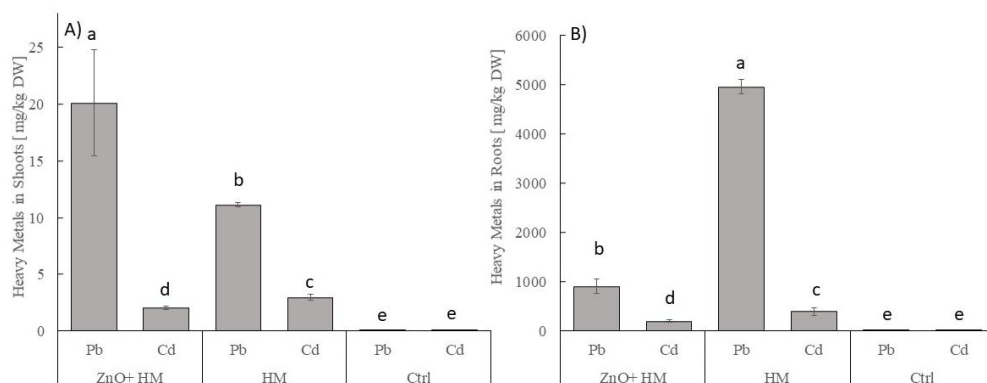 A)
Heavy Metals in Shoots [ mg/kg DW]
25
20
15
10
5
0
a
d
b
c
e
e
Pb
Cd
Pb
Cd
Pb
Cd
ZnO+ HM
HM
Ctrl
B)
Heavy Metals in Roots [ mg/kg DW]
6000
5000
4000
3000
2000
1000
0
b
d
a
c
e
e
Pb
Cd
Pb
Cd
Pb
Cd
ZnO+ HM
HM
Ctrl